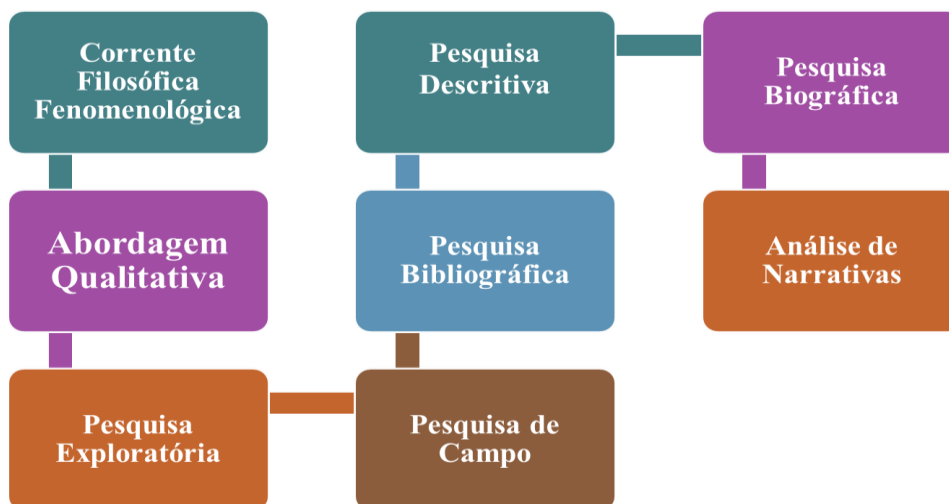 Corrente
Filosófica
Fenomenológica
Abordagem
Qualitativa
Pesquisa
Exploratória
Pesquisa de
Campo
Pesquisa
Bibliográfica
Pesquisa
Descritiva
Pesquisa
Biográfica
Análise de
Narrativas